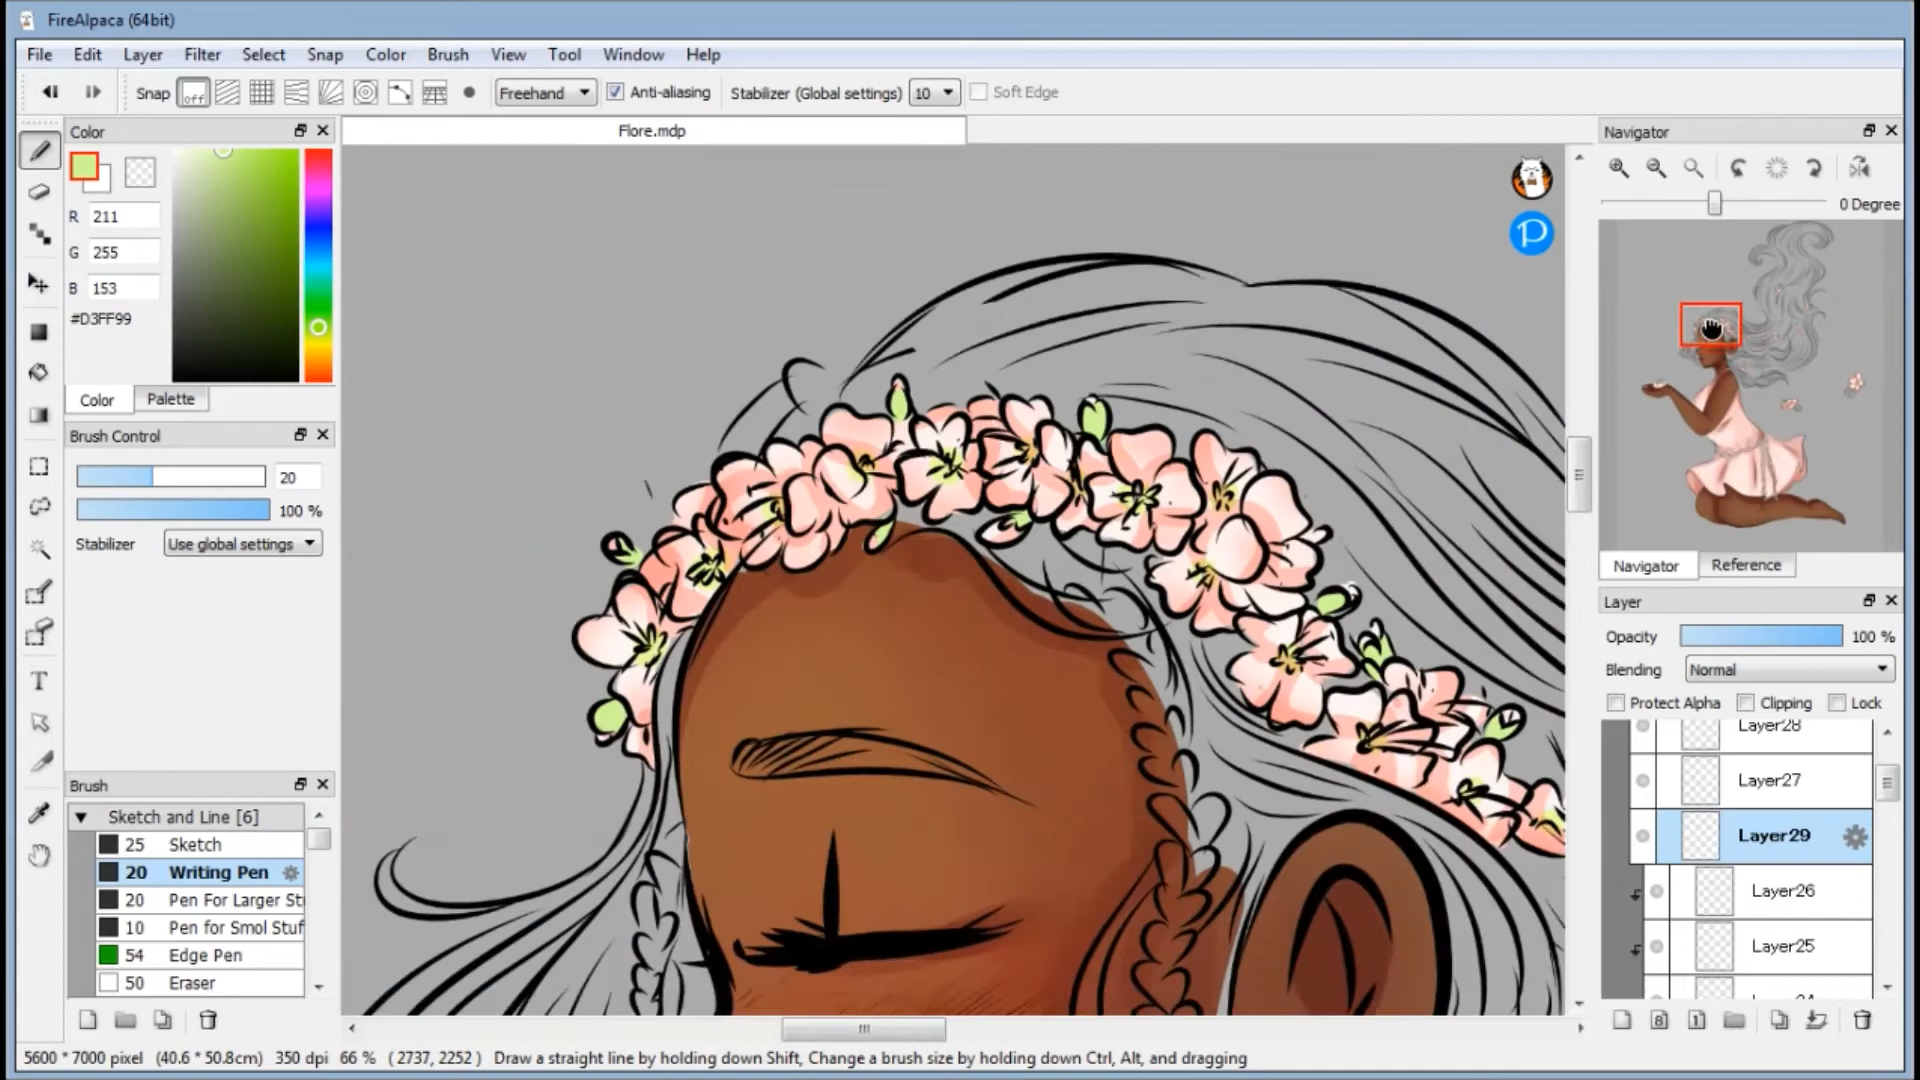 FireAlpaca (64bit)
File Edit Layer Filter Select Snap Color Brush View Tool Window Help
Snap off Freehand Anti-aliasing Stabilizer (Global settings) 10 Soft Edge
Color
R 211
G 255
B 153
#D3FF99
Color Palette
Brush Control
20
100 %
Stabilizer Use global settings
Brush
Sketch and Line [6]
25 Sketch
20 Writing Pen
20 Pen For Larger St
10 Pen for Smol Stuf
54 Edge Pen
50 Eraser
Flore.mdp
P
Navigator
0 Degree
Navigator Reference
Layer
Opacity 100 %
Blending Normal
Protect Alpha Clipping Lock
Layer28
Layer27
Layer29
Layer26
Layer25
8 1
5600 * 7000 pixel (40.6 * 50.8cm) 350 dpi 66 % ( 2737, 2252 ) Draw a straight line by holding down Shift, Change a brush size by holding down Ctrl, Alt, and dragging